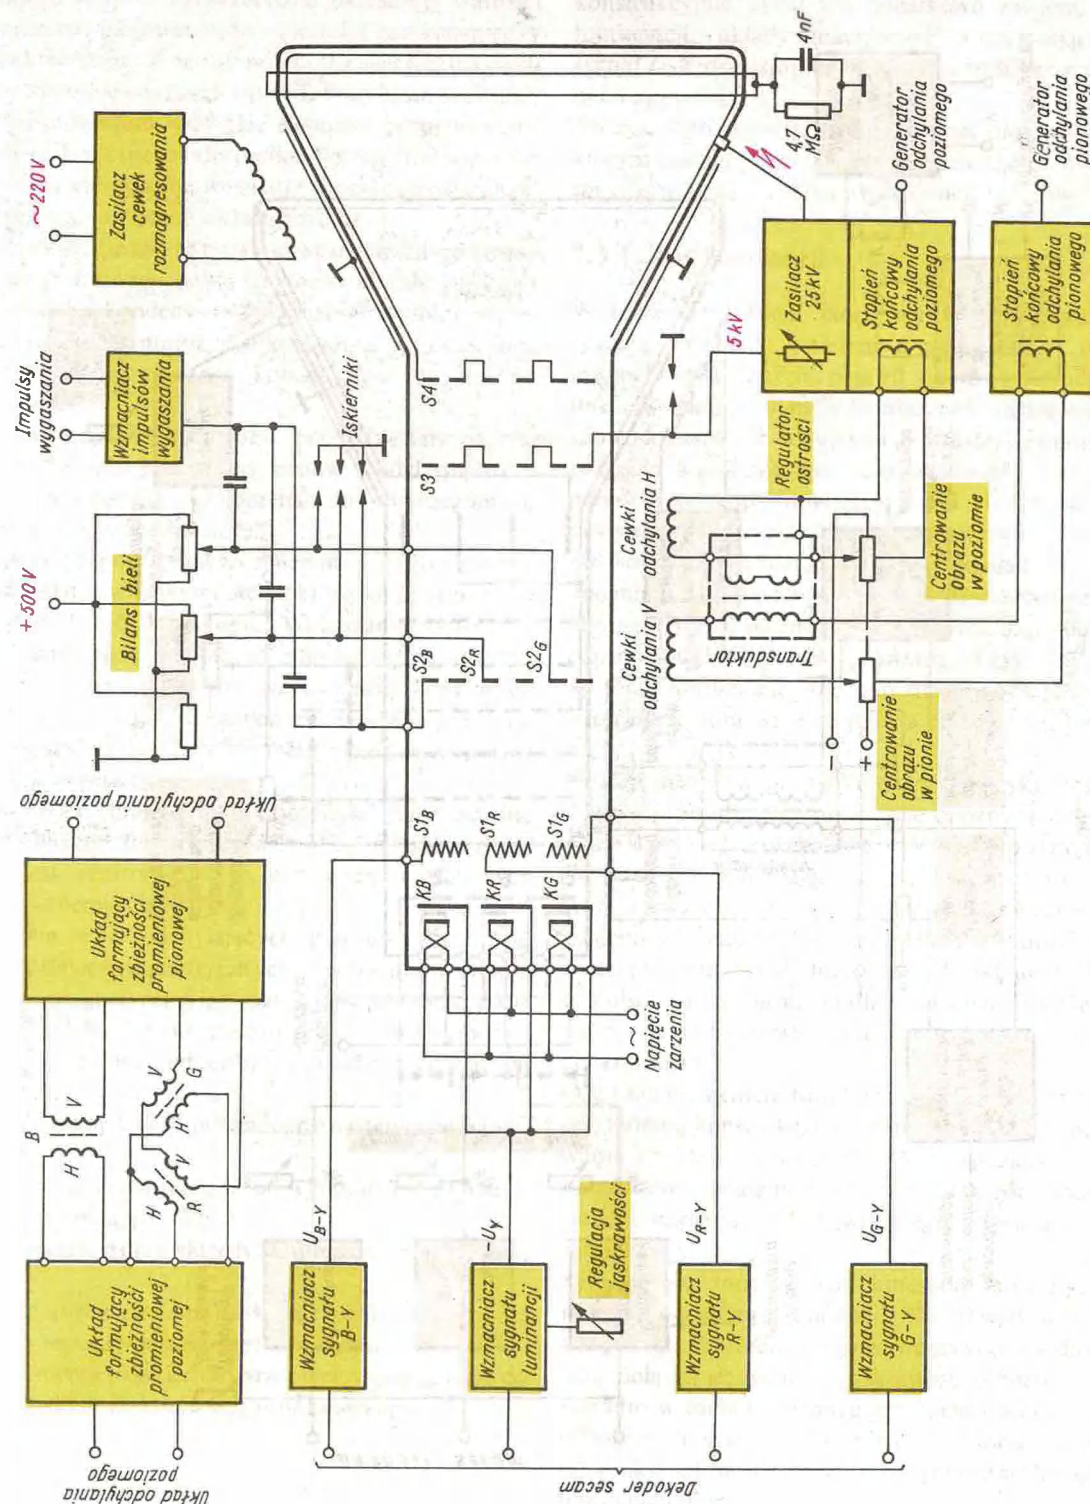 ~220V
Zasilacz
cewek
rozmagnesowania
Impulsy
wygaszania
Wzmacniacz
impulsów
wygaszania
+500V
Bilans bieli
Iskierniki
4nF
4,7
MΩ
Generator
odchylania
poziomego
Generator
odchylania
pionowego
Zasilacz
25kV
Stopień
końcowy
odchylania
poziomego
Stopień
końcowy
odchylania
pionowego
5kV
S4
S3
Regulator
ostrości
Cewki
odchylania H
Cewki
odchylania V
Transduktor
Centrowanie
obrazu
w poziomie
Centrowanie
obrazu
w pionie
–
+
S2B
S2R
S2G
Układ odchylania poziomego
Układ
formujący
zbieżności
promieniowej
pionowej
S1B
S1R
S1G
KB
KR
KG
~
Napięcie
żarzenia
B
V
H
V
G
H
V
H
R
Układ
formujący
zbieżności
promieniowej
poziomej
Układ odchylania
poziomego
UB-Y
Wzmacniacz
sygnału
B-Y
-UY
Wzmacniacz
sygnału
luminancji
Regulacja
jaskrawości
UR-Y
Wzmacniacz
sygnału
R-Y
UG-Y
Wzmacniacz
sygnału
G-Y
Dekoder secam